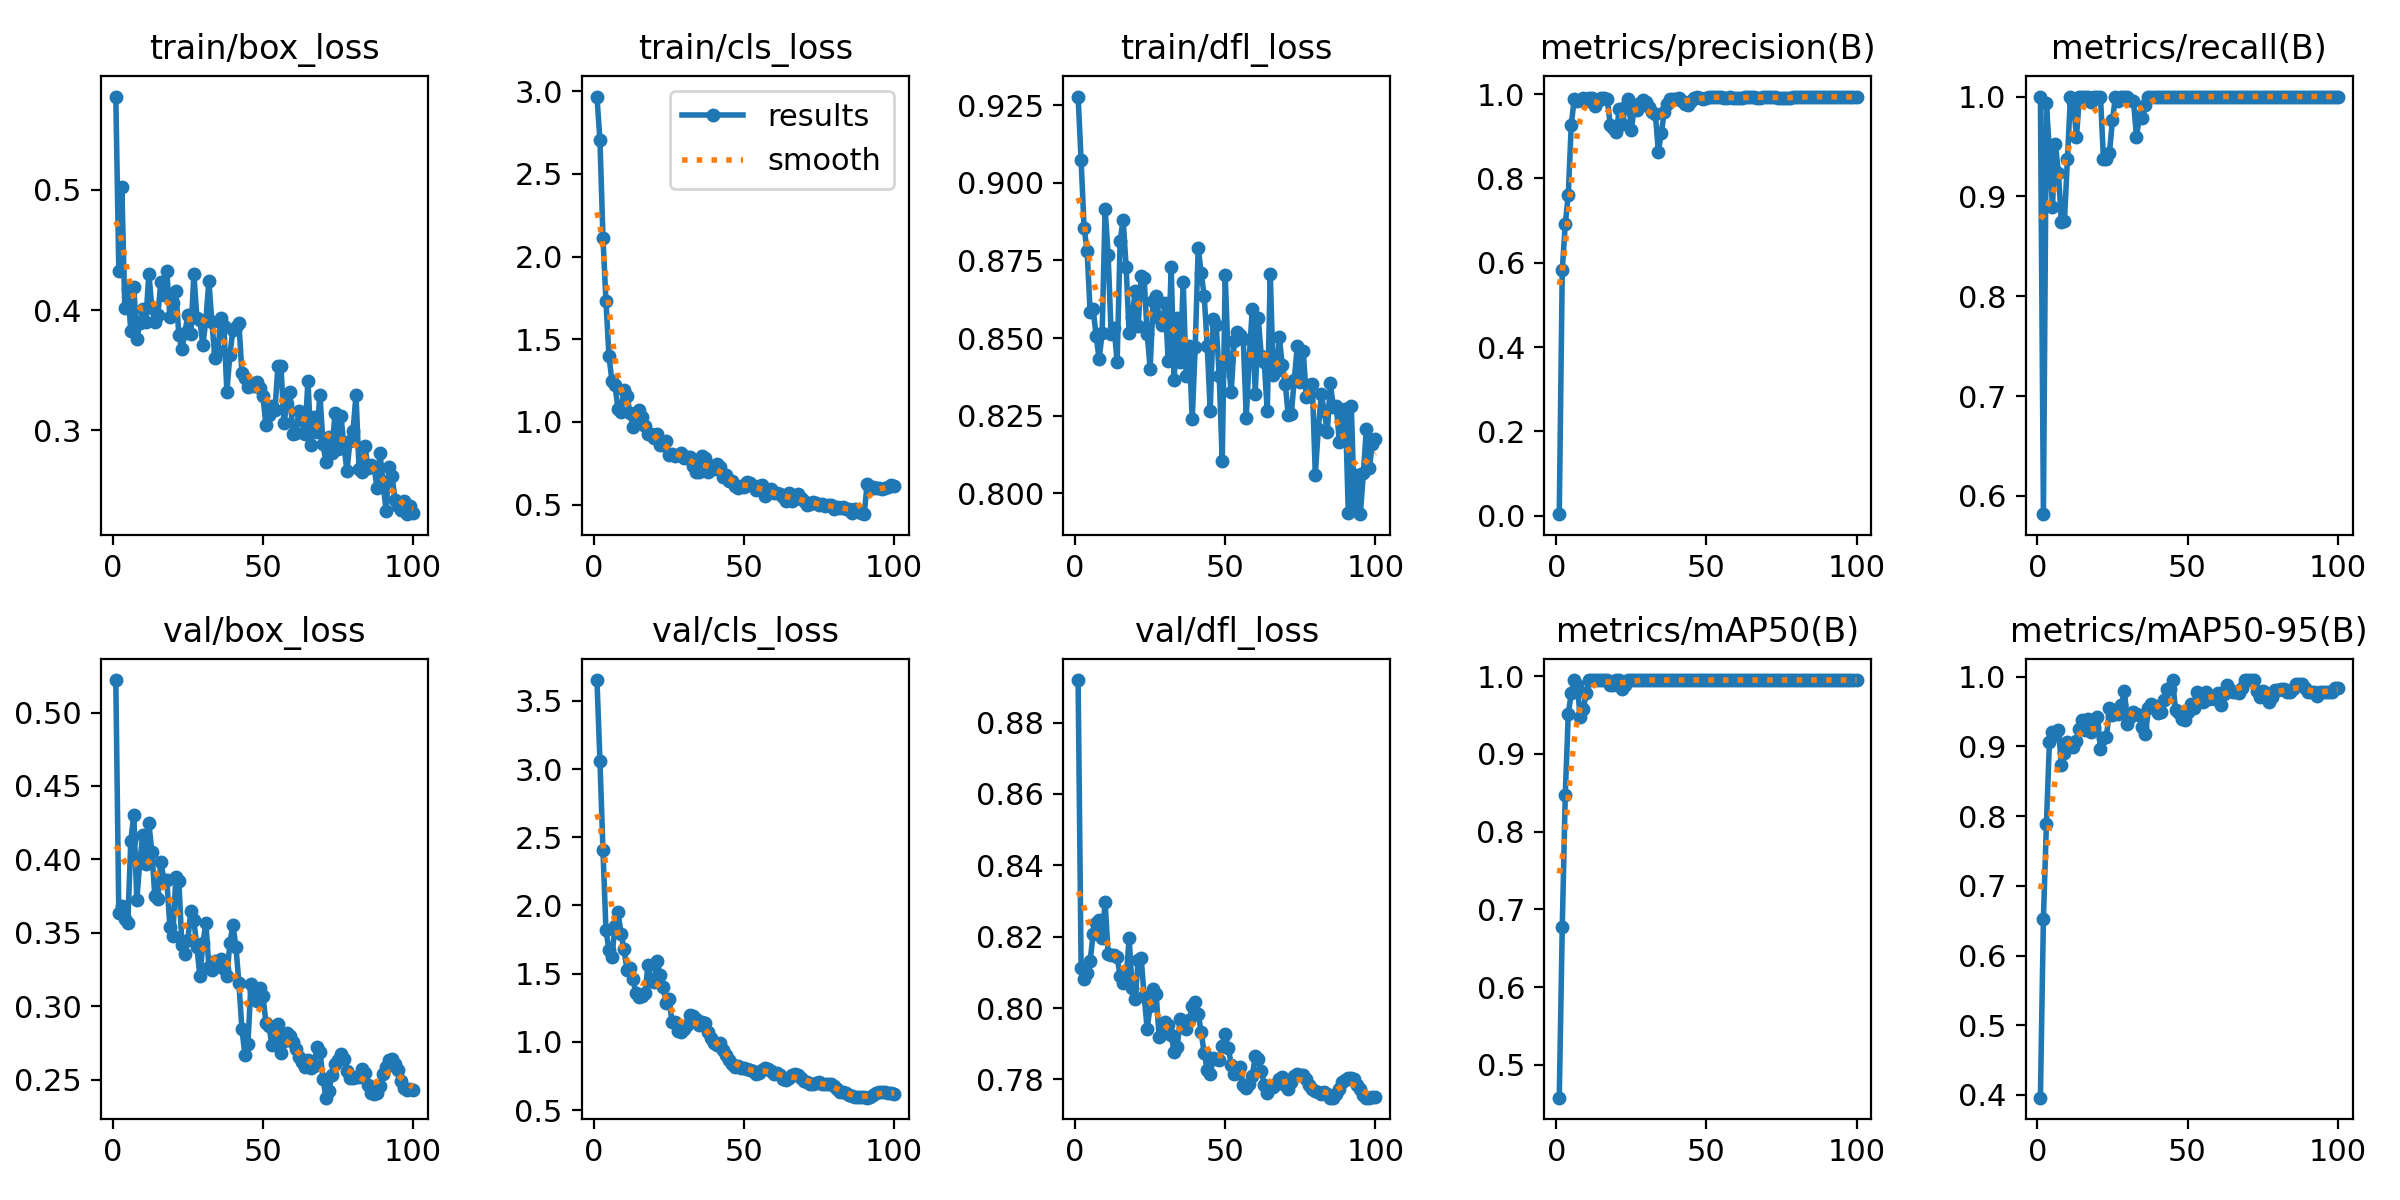 train/box_loss
0.5
0.4
0.3
0 50 100
train/cls_loss
results
smooth
3.0
2.5
2.0
1.5
1.0
0.5
0 50 100
train/dfl_loss
0.925
0.900
0.875
0.850
0.825
0.800
0 50 100
metrics/precision(B)
1.0
0.8
0.6
0.4
0.2
0.0
0 50 100
metrics/recall(B)
1.0
0.9
0.8
0.7
0.6
0 50 100
val/box_loss
0.50
0.45
0.40
0.35
0.30
0.25
0 50 100
val/cls_loss
3.5
3.0
2.5
2.0
1.5
1.0
0.5
0 50 100
val/dfl_loss
0.88
0.86
0.84
0.82
0.80
0.78
0 50 100
metrics/mAP50(B)
1.0
0.9
0.8
0.7
0.6
0.5
0 50 100
metrics/mAP50-95(B)
1.0
0.9
0.8
0.7
0.6
0.5
0.4
0 50 100